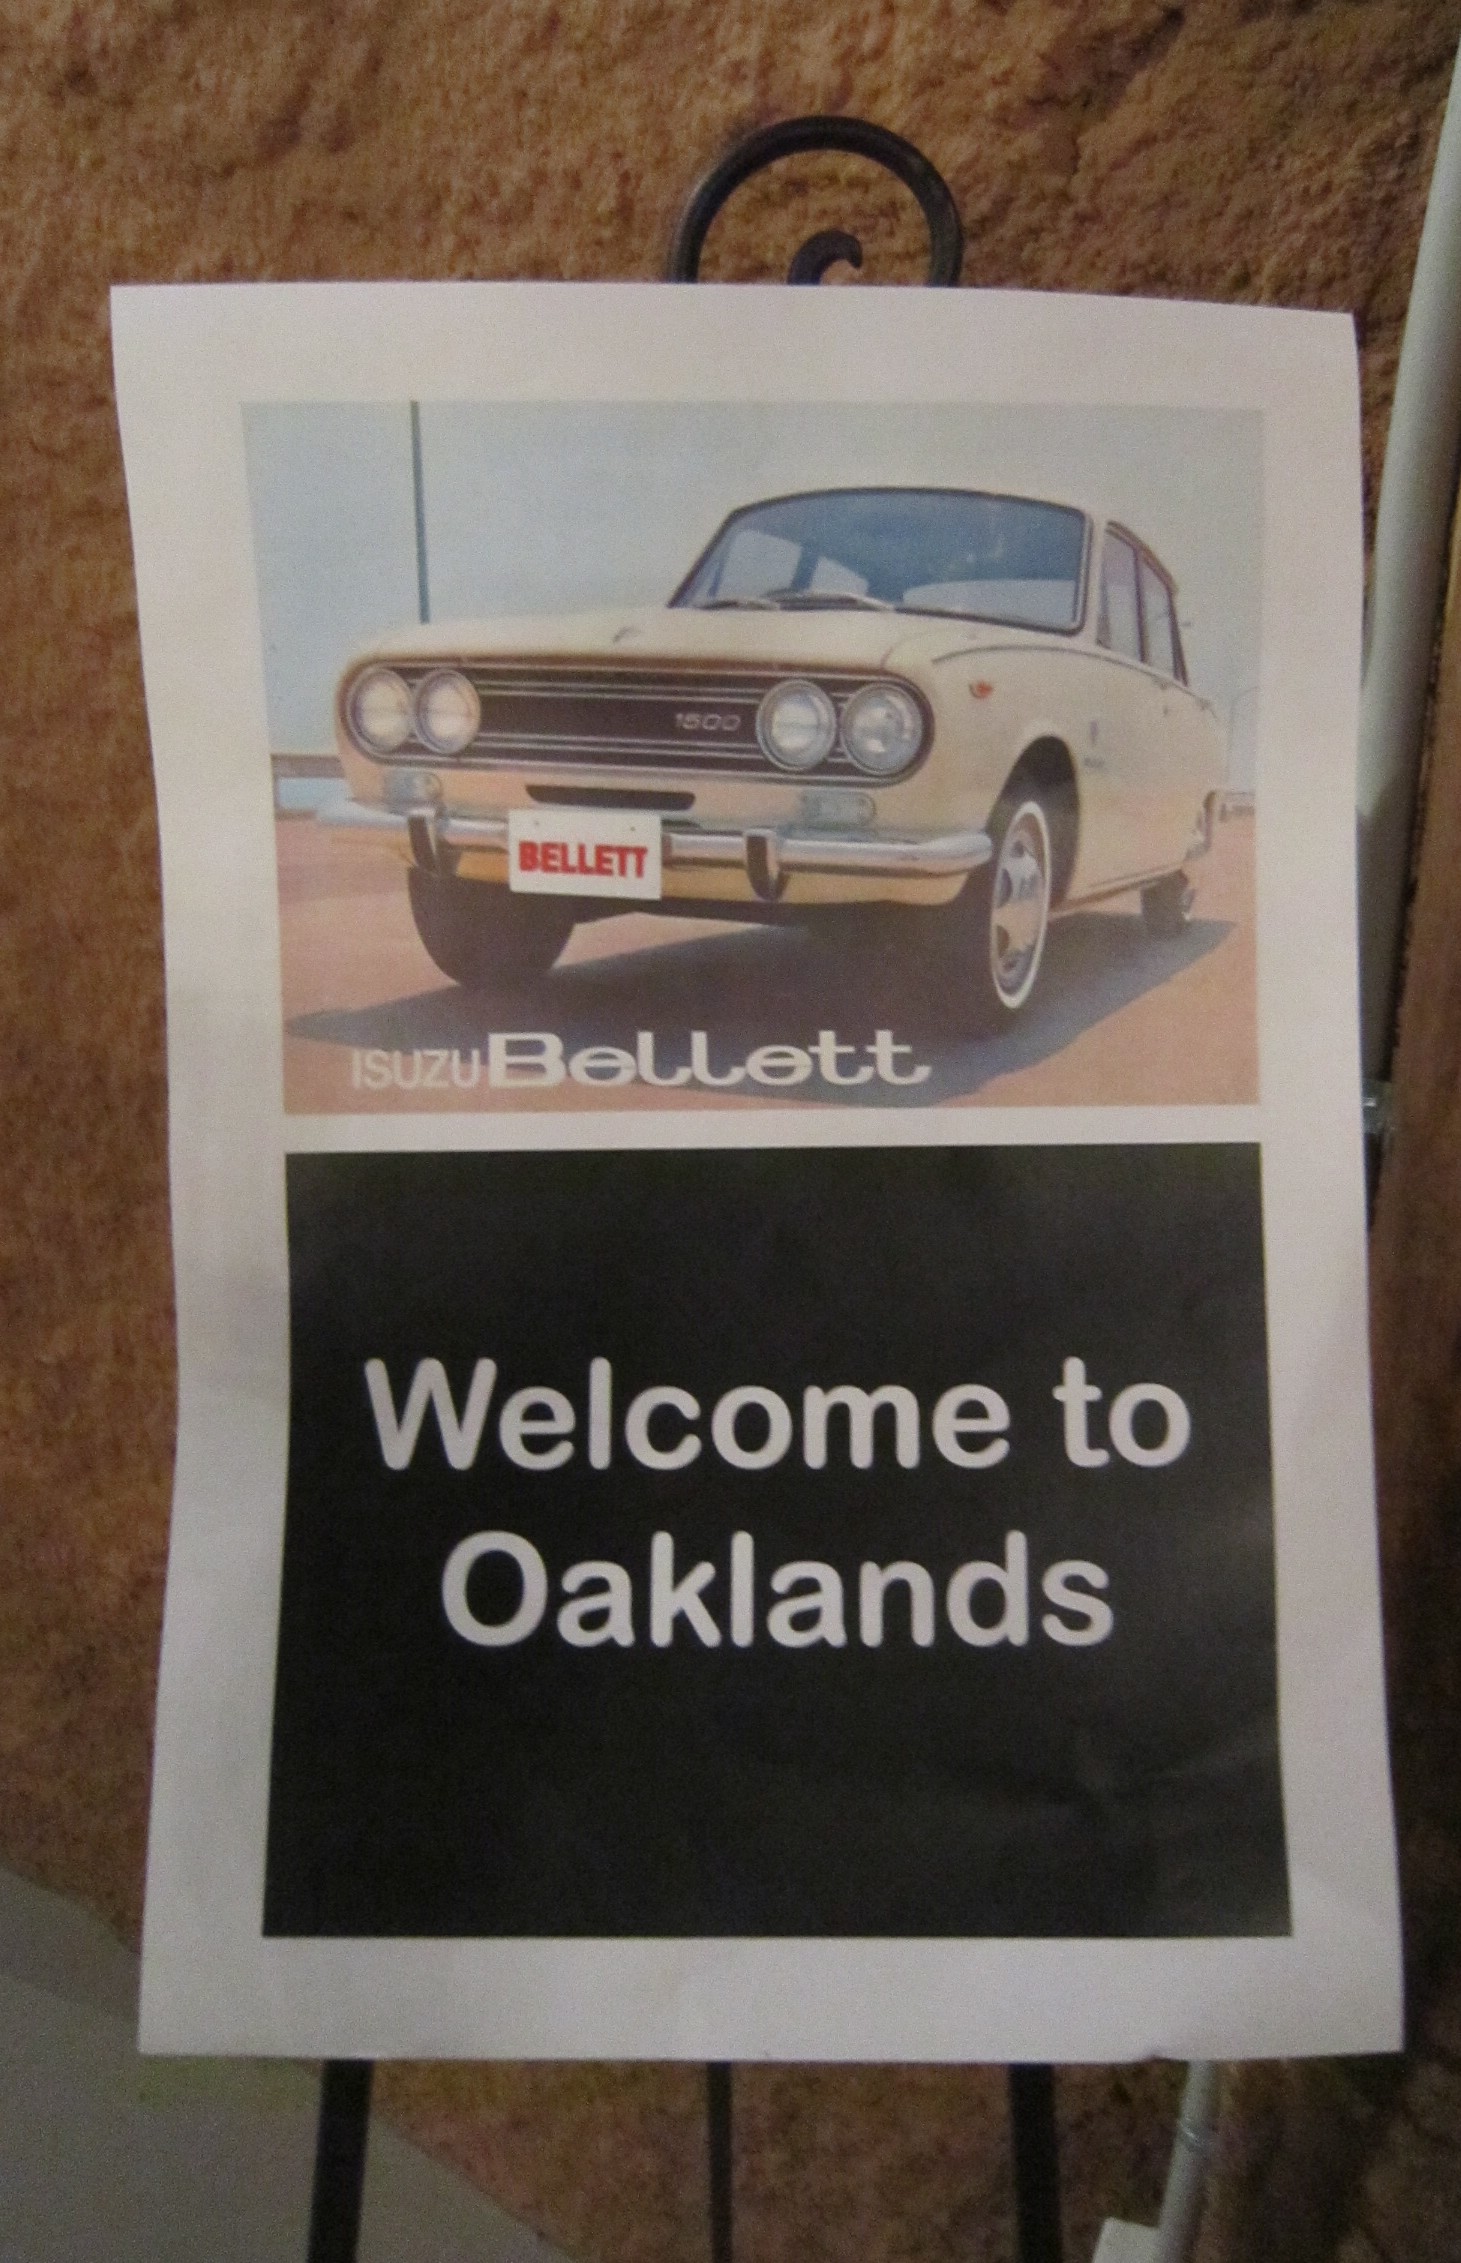 1500
BELLETT
ISUZU Bellett
Welcome to
Oaklands